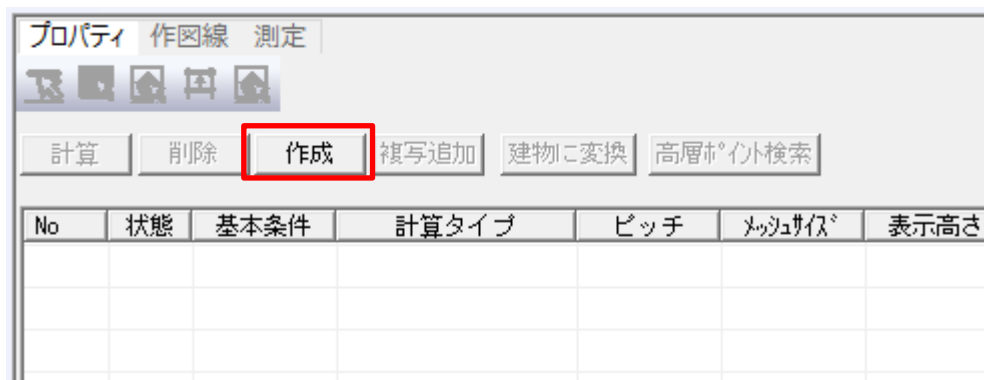 プロパティ 作図線 測定
計算 削除 作成 複写追加 建物に変換 高層ﾎﾟｲﾝﾄ検索
No 状態 基本条件 計算タイプ ピッチ ﾒｯｼｭｻｲｽﾞ 表示高さ